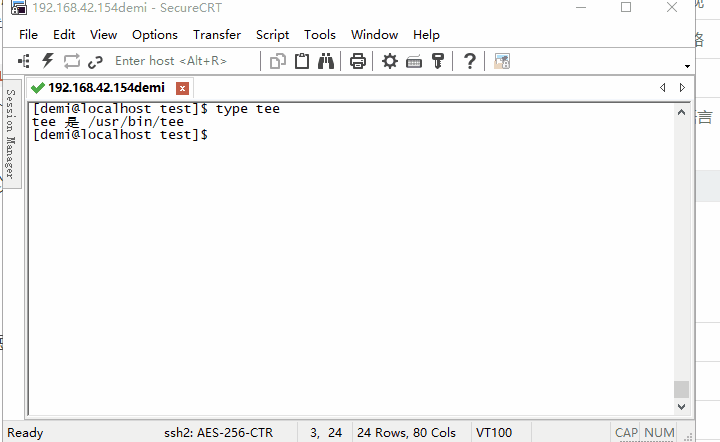 192.168.42.154demi - SecureCRT
File Edit View Options Transfer Script Tools Window Help
Enter host <Alt+R>
192.168.42.154demi
Session Manager
[demi@localhost test]$ type tee
tee 是 /usr/bin/tee
[demi@localhost test]$
Ready ssh2: AES-256-CTR 3, 24 24 Rows, 80 Cols VT100 CAP NUM
格
言